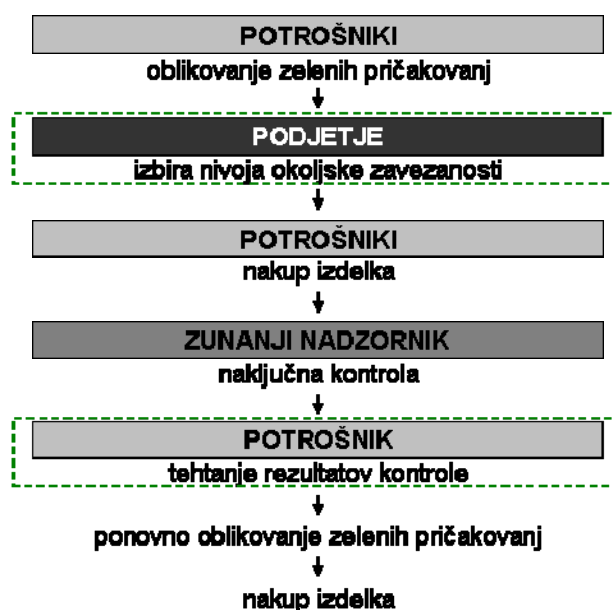 POTROŠNIKI
oblikovanje zelenih pričakovanj
PODJETJE
izbira nivoja okoljske zavezanosti
POTROŠNIKI
nakup izdelka
ZUNANJI NADZORNIK
naključna kontrola
POTROŠNIK
tehtanje rezultatov kontrole
ponovno oblikovanje zelenih pričakovanj
nakup izdelka